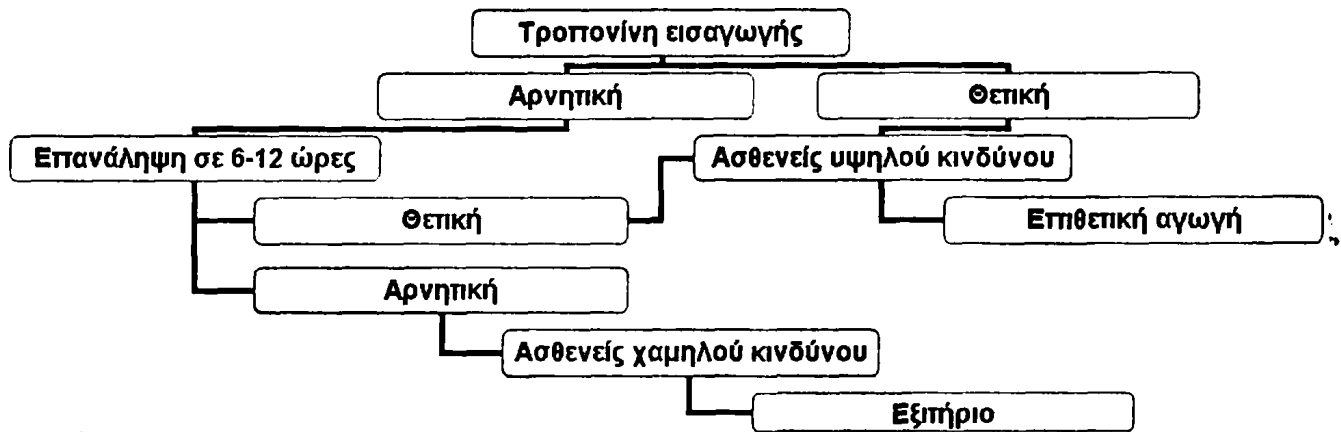 Τροπονίνη εισαγωγής
Αρνητική
Θετική
Επανάληψη σε 6-12 ώρες
Ασθενείς υψηλού κινδύνου
Θετική
Επιθετική αγωγή
Αρνητική
Ασθενείς χαμηλού κινδύνου
Εξιτήριο